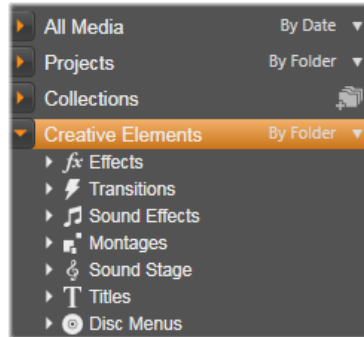 All Media By Date
Projects By Folder
Collections
Creative Elements By Folder
fx Effects
Transitions
Sound Effects
Montages
Sound Stage
T Titles
Disc Menus